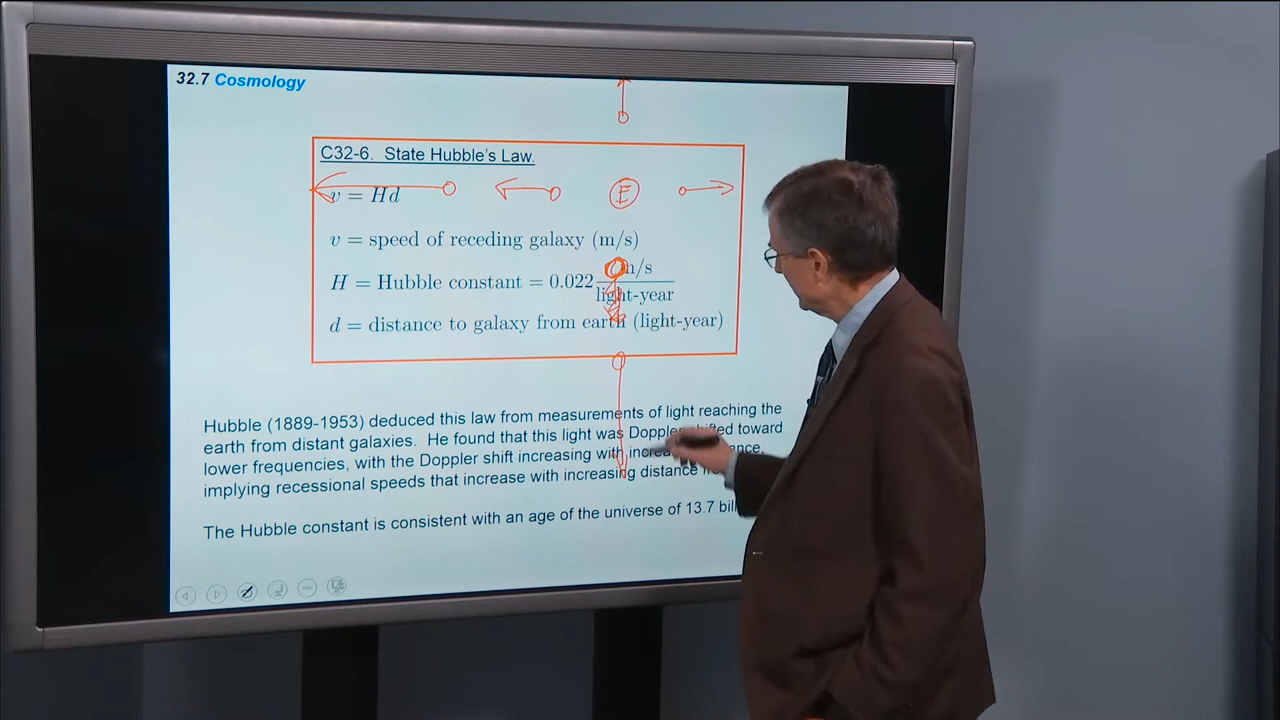 32.7 Cosmology
C32-6. State Hubble's Law.
v = Hd
E
v = speed of receding galaxy (m/s)
H = Hubble constant = 0.022 m/s / light-year
d = distance to galaxy from earth (light-year)
Hubble (1889-1953) deduced this law from measurements of light reaching the
earth from distant galaxies. He found that this light was Doppler shifted toward
lower frequencies, with the Doppler shift increasing with
implying recessional speeds that increase with increasing distance
The Hubble constant is consistent with an age of the universe of 13.7